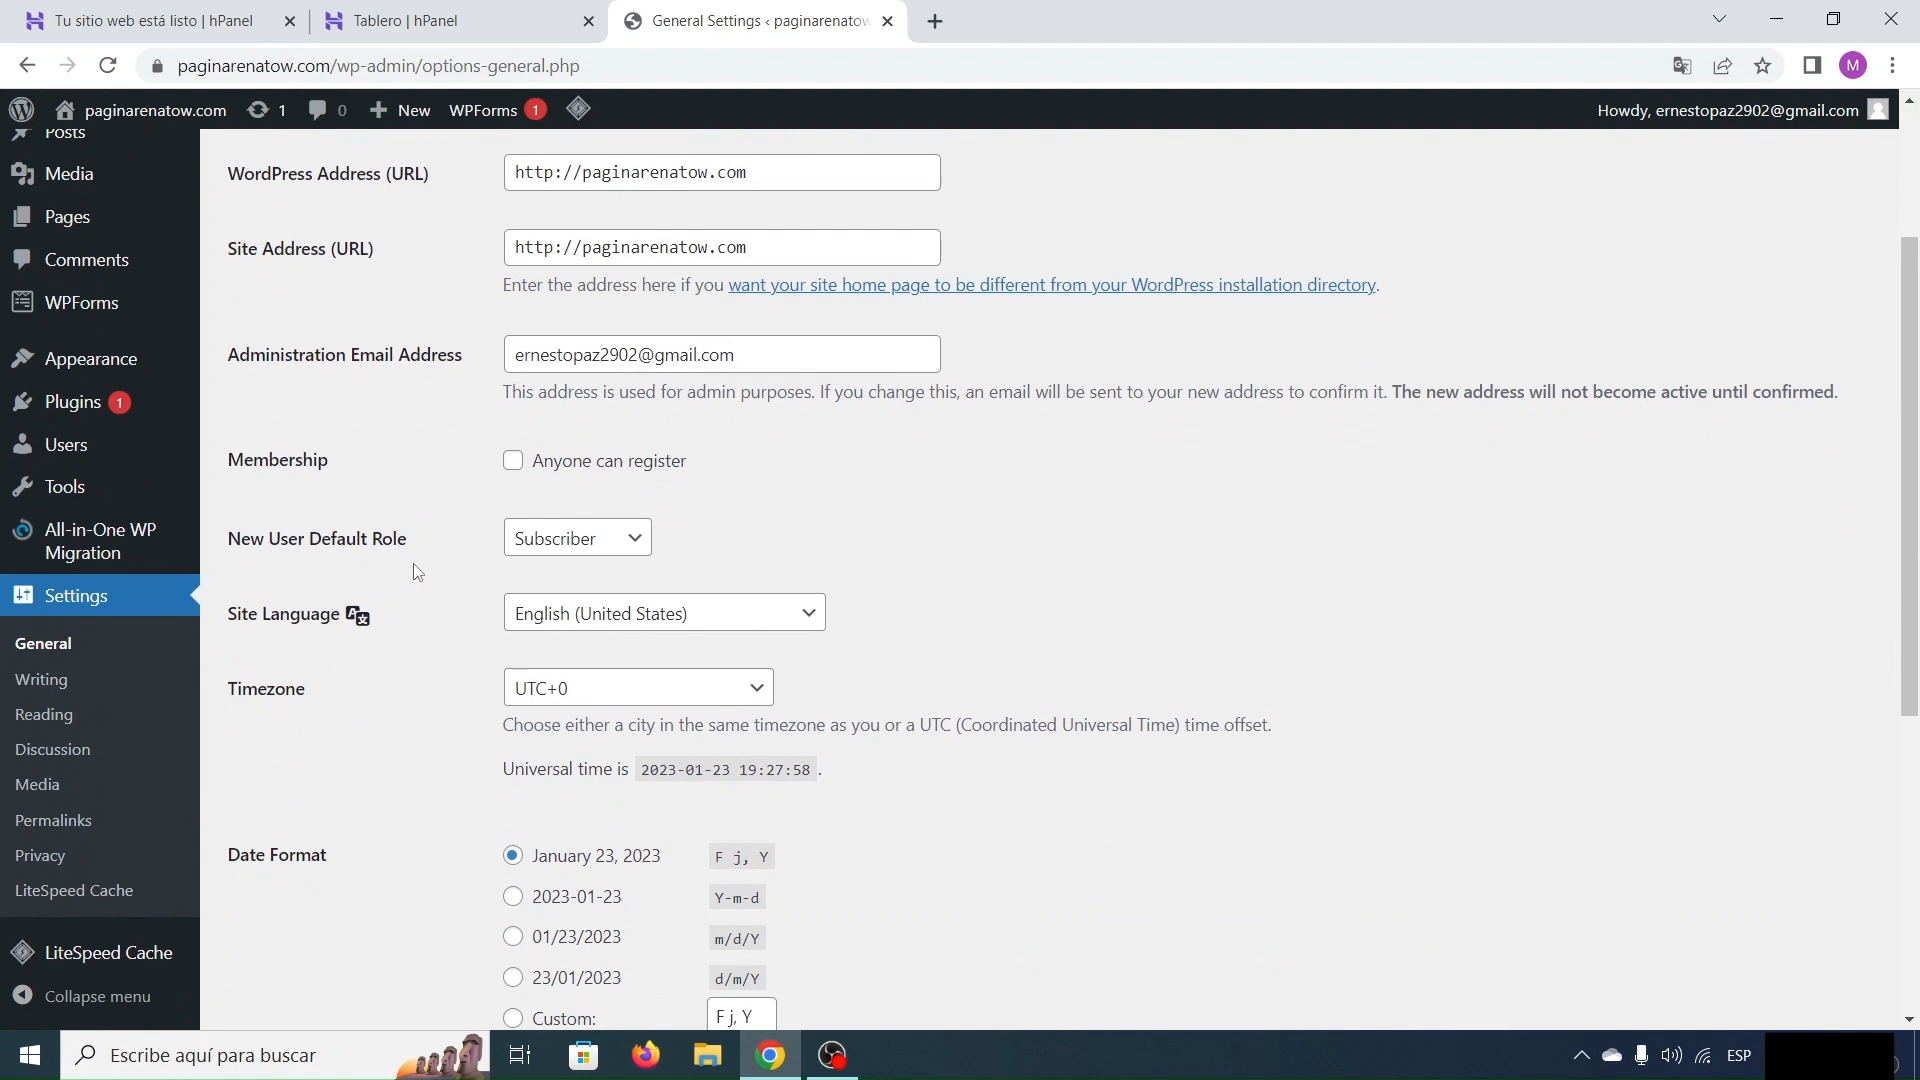 Tu sitio web está listo | hPanel
Tablero | hPanel
General Settings ‹ paginarenatow
paginarenatow.com/wp-admin/options-general.php
M
paginarenatow.com
1
0
New
WPForms
1
Howdy, ernestopaz2902@gmail.com
Posts
Media
Pages
Comments
WPForms
Appearance
Plugins 1
Users
Tools
All-in-One WP
Migration
Settings
General
Writing
Reading
Discussion
Media
Permalinks
Privacy
LiteSpeed Cache
LiteSpeed Cache
Collapse menu
WordPress Address (URL)
http://paginarenatow.com
Site Address (URL)
http://paginarenatow.com
Enter the address here if you want your site home page to be different from your WordPress installation directory.
Administration Email Address
ernestopaz2902@gmail.com
This address is used for admin purposes. If you change this, an email will be sent to your new address to confirm it. The new address will not become active until confirmed.
Membership
Anyone can register
New User Default Role
Subscriber
Site Language
English (United States)
Timezone
UTC+0
Choose either a city in the same timezone as you or a UTC (Coordinated Universal Time) time offset.
Universal time is 2023-01-23 19:27:58 .
Date Format
January 23, 2023 F j, Y
2023-01-23 Y-m-d
01/23/2023 m/d/Y
23/01/2023 d/m/Y
Custom: F j, Y
Escribe aquí para buscar
ESP